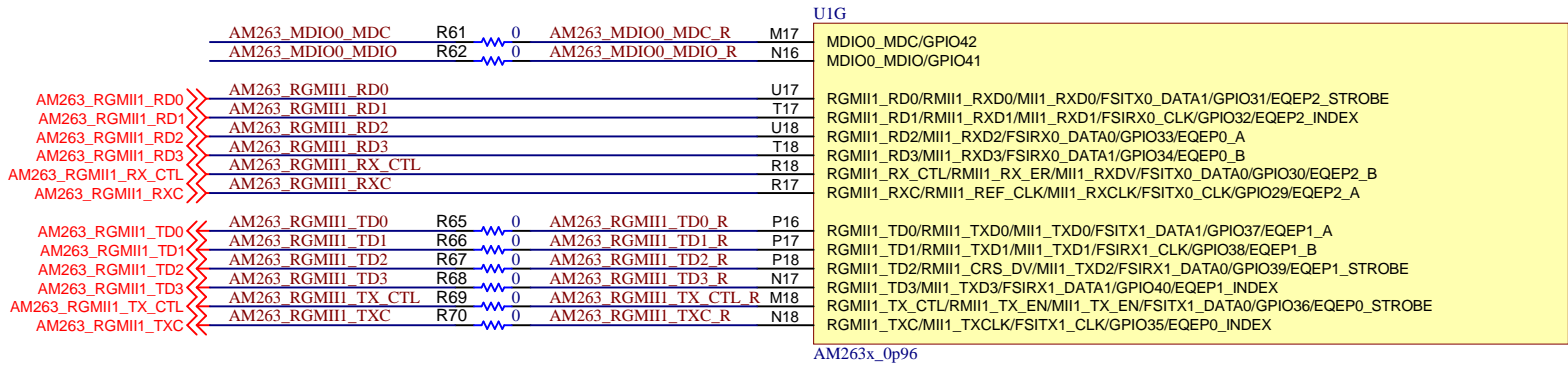 U1G
AM263_MDIO0_MDC R61 0 AM263_MDIO0_MDC_R M17 MDIO0_MDC/GPIO42
AM263_MDIO0_MDIO R62 0 AM263_MDIO0_MDIO_R N16 MDIO0_MDIO/GPIO41
AM263_RGMII1_RD0 AM263_RGMII1_RD0 U17 RGMII1_RD0/RMII1_RXD0/MII1_RXD0/FSITX0_DATA1/GPIO31/EQEP2_STROBE
AM263_RGMII1_RD1 AM263_RGMII1_RD1 T17 RGMII1_RD1/RMII1_RXD1/MII1_RXD1/FSIRX0_CLK/GPIO32/EQEP2_INDEX
AM263_RGMII1_RD2 AM263_RGMII1_RD2 U18 RGMII1_RD2/MII1_RXD2/FSIRX0_DATA0/GPIO33/EQEP0_A
AM263_RGMII1_RD3 AM263_RGMII1_RD3 T18 RGMII1_RD3/MII1_RXD3/FSIRX0_DATA1/GPIO34/EQEP0_B
AM263_RGMII1_RX_CTL AM263_RGMII1_RX_CTL R18 RGMII1_RX_CTL/RMII1_RX_ER/MII1_RXDV/FSITX0_DATA0/GPIO30/EQEP2_B
AM263_RGMII1_RXC AM263_RGMII1_RXC R17 RGMII1_RXC/RMII1_REF_CLK/MII1_RXCLK/FSITX0_CLK/GPIO29/EQEP2_A
AM263_RGMII1_TD0 AM263_RGMII1_TD0 R65 0 AM263_RGMII1_TD0_R P16 RGMII1_TD0/RMII1_TXD0/MII1_TXD0/FSITX1_DATA1/GPIO37/EQEP1_A
AM263_RGMII1_TD1 AM263_RGMII1_TD1 R66 0 AM263_RGMII1_TD1_R P17 RGMII1_TD1/RMII1_TXD1/MII1_TXD1/FSIRX1_CLK/GPIO38/EQEP1_B
AM263_RGMII1_TD2 AM263_RGMII1_TD2 R67 0 AM263_RGMII1_TD2_R P18 RGMII1_TD2/RMII1_CRS_DV/MII1_TXD2/FSIRX1_DATA0/GPIO39/EQEP1_STROBE
AM263_RGMII1_TD3 AM263_RGMII1_TD3 R68 0 AM263_RGMII1_TD3_R N17 RGMII1_TD3/MII1_TXD3/FSIRX1_DATA1/GPIO40/EQEP1_INDEX
AM263_RGMII1_TX_CTL AM263_RGMII1_TX_CTL R69 0 AM263_RGMII1_TX_CTL_R M18 RGMII1_TX_CTL/RMII1_TX_EN/MII1_TX_EN/FSITX1_DATA0/GPIO36/EQEP0_STROBE
AM263_RGMII1_TXC AM263_RGMII1_TXC R70 0 AM263_RGMII1_TXC_R N18 RGMII1_TXC/MII1_TXCLK/FSITX1_CLK/GPIO35/EQEP0_INDEX
AM263x_0p96